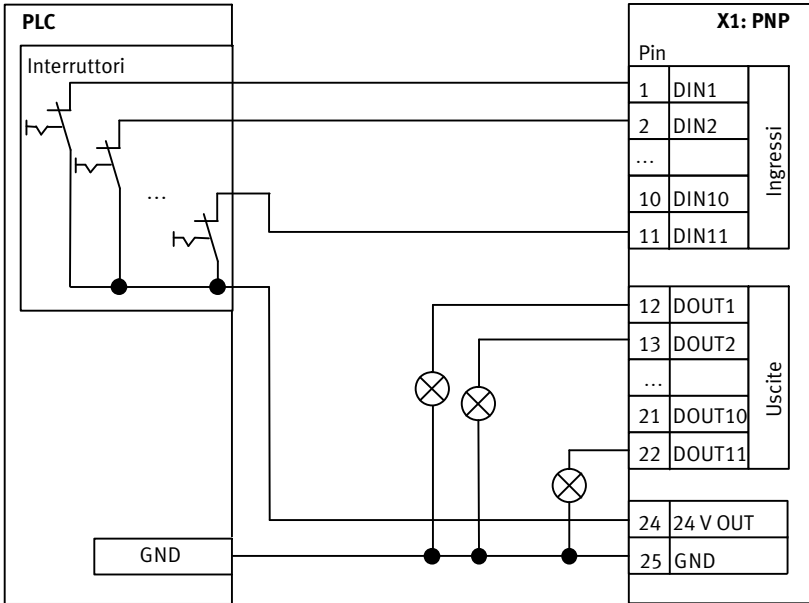 PLC
Interruttori
...
GND
X1: PNP
Pin
1 DIN1
2 DIN2
...
10 DIN10
11 DIN11
Ingressi
12 DOUT1
13 DOUT2
...
21 DOUT10
22 DOUT11
Uscite
24 24 V OUT
25 GND